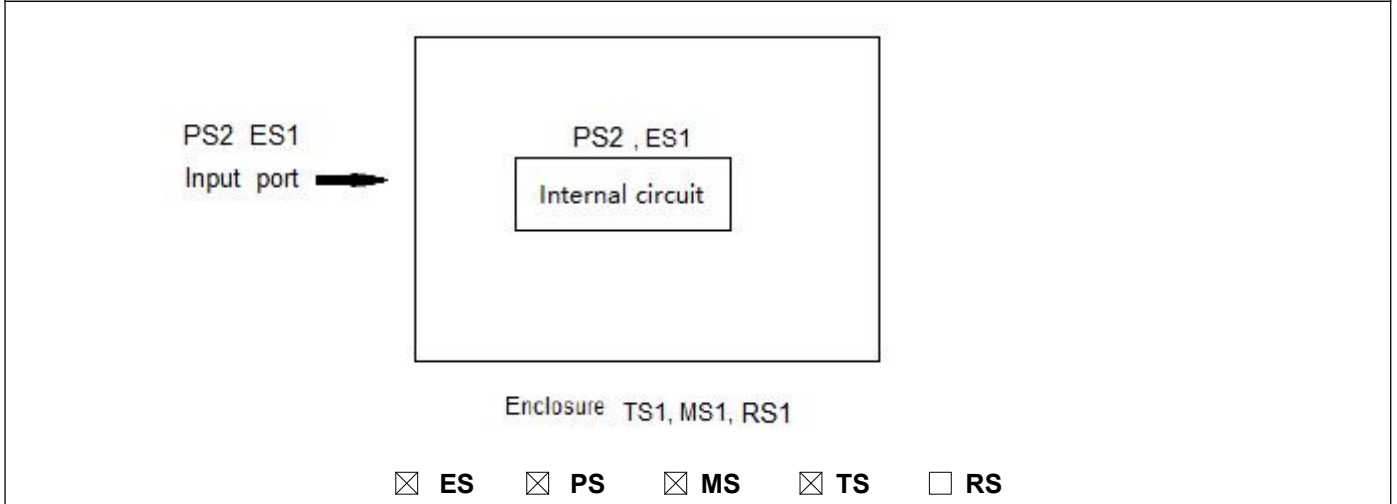 PS2 ES1
Input port
PS2 , ES1
Internal circuit
Enclosure TS1, MS1, RS1
☒ ES ☒ PS ☒ MS ☒ TS ☐ RS